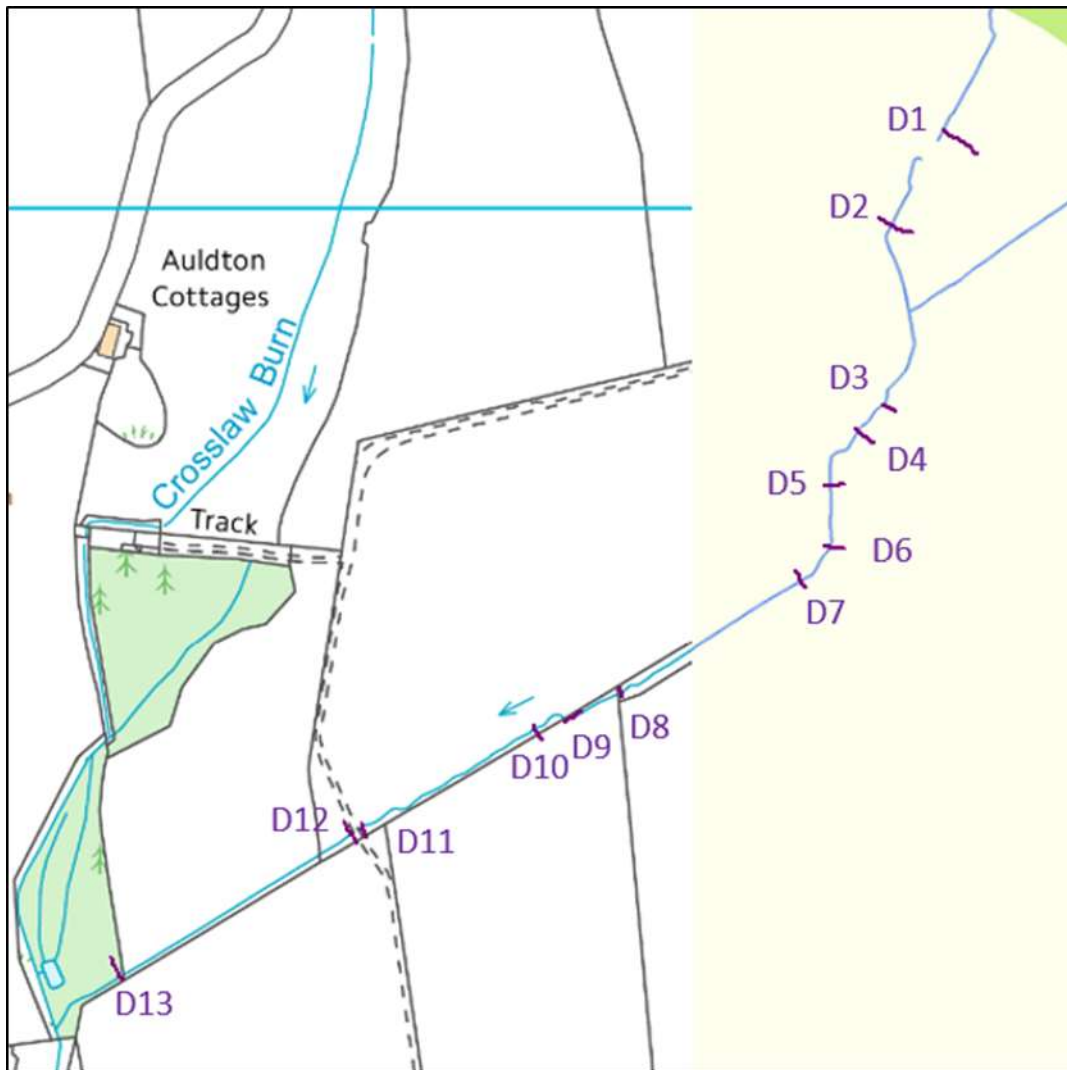 D1
D2
Auldton
Cottages
Crosslaw Burn
D3
D4
D5
Track
D6
D7
D8
D9
D10
D12
D11
D13